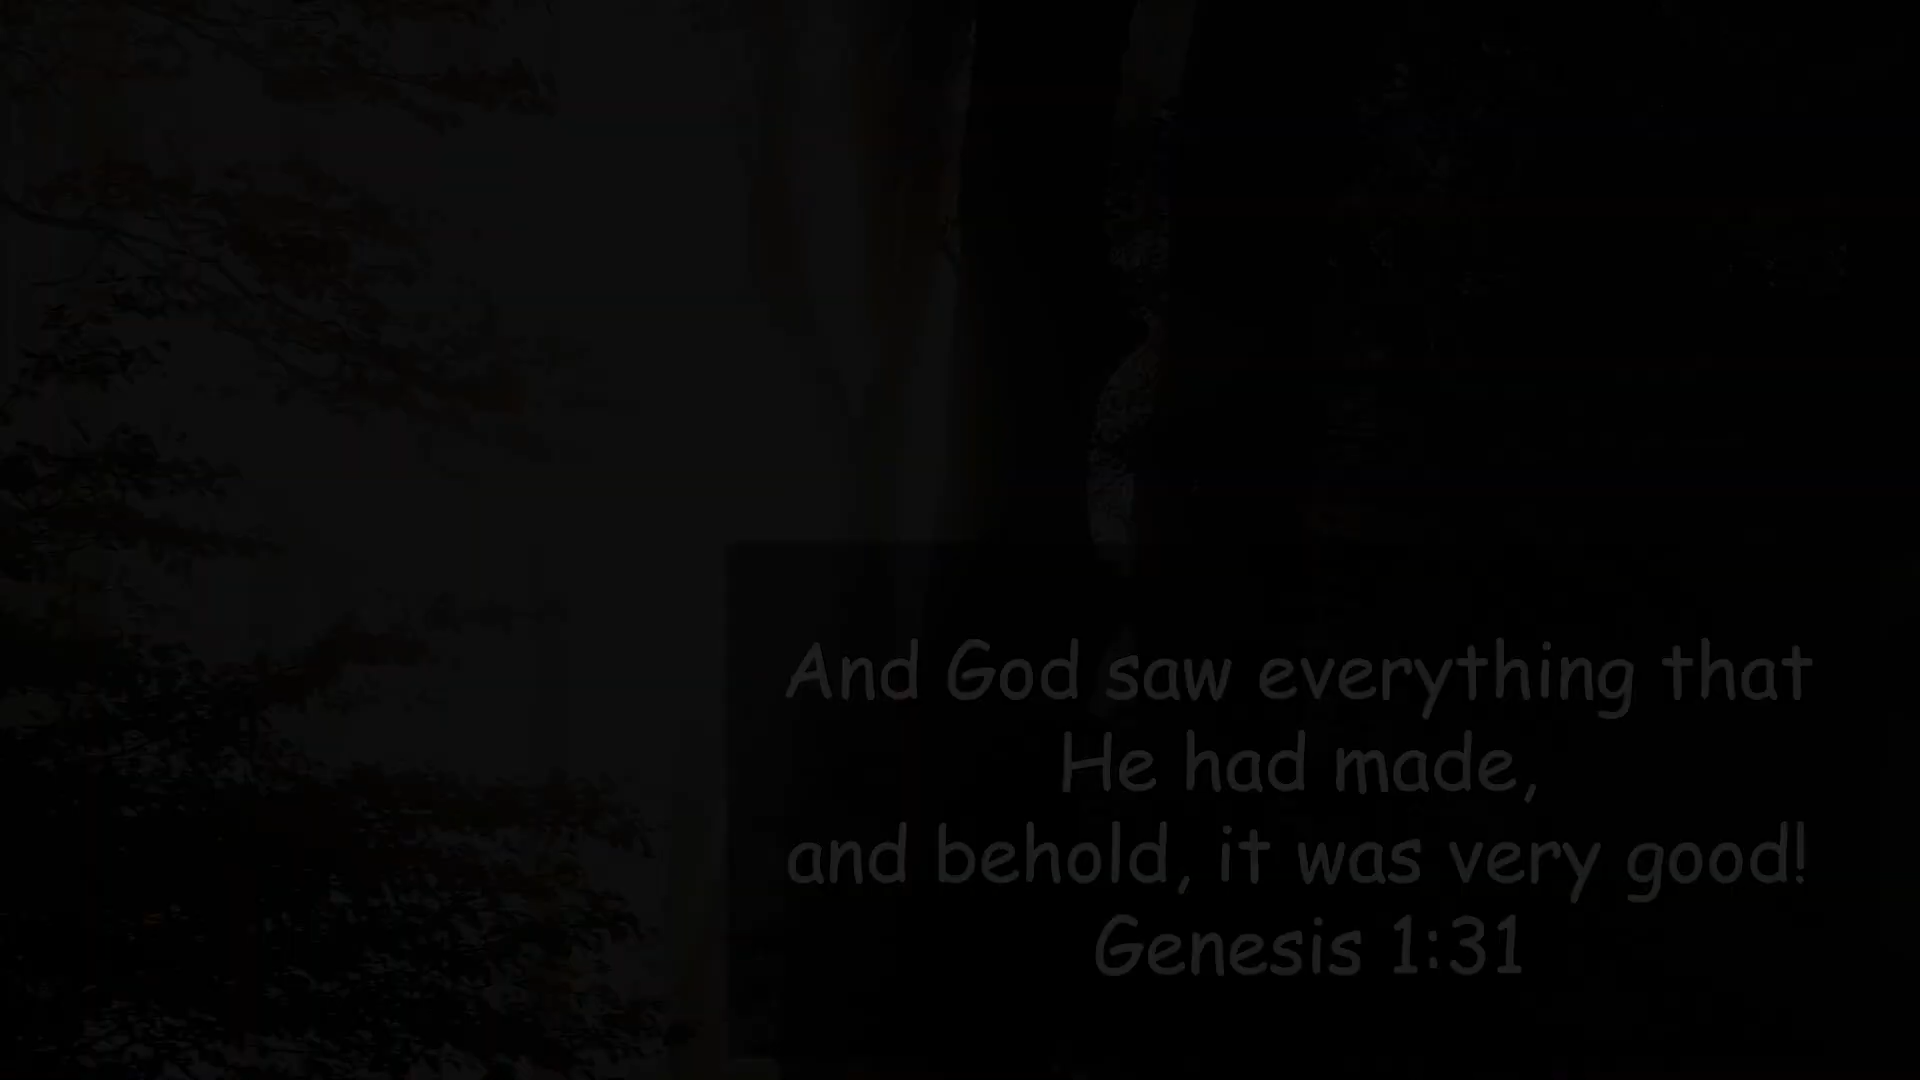 And God saw everything that
He had made,
and behold, it was very good!
Genesis 1:31